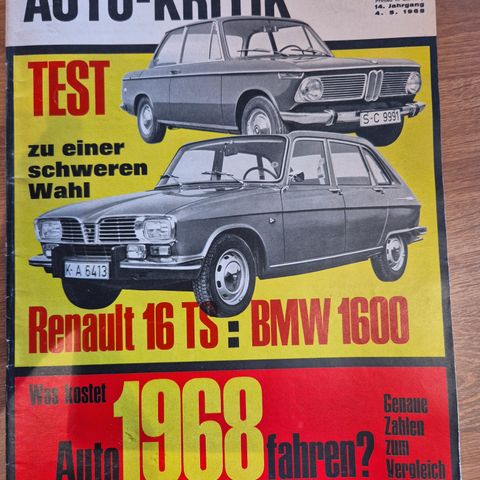 AUTO-KRITIK
14. Jahrgang
4. 5. 1968
TEST
zu einer
schweren
Wahl
S-C 9991
K-A 6413
Renault 16 TS : BMW 1600
Was kostet
Auto 1968 fahren?
Genaue
Zahlen
zum
Vergleich